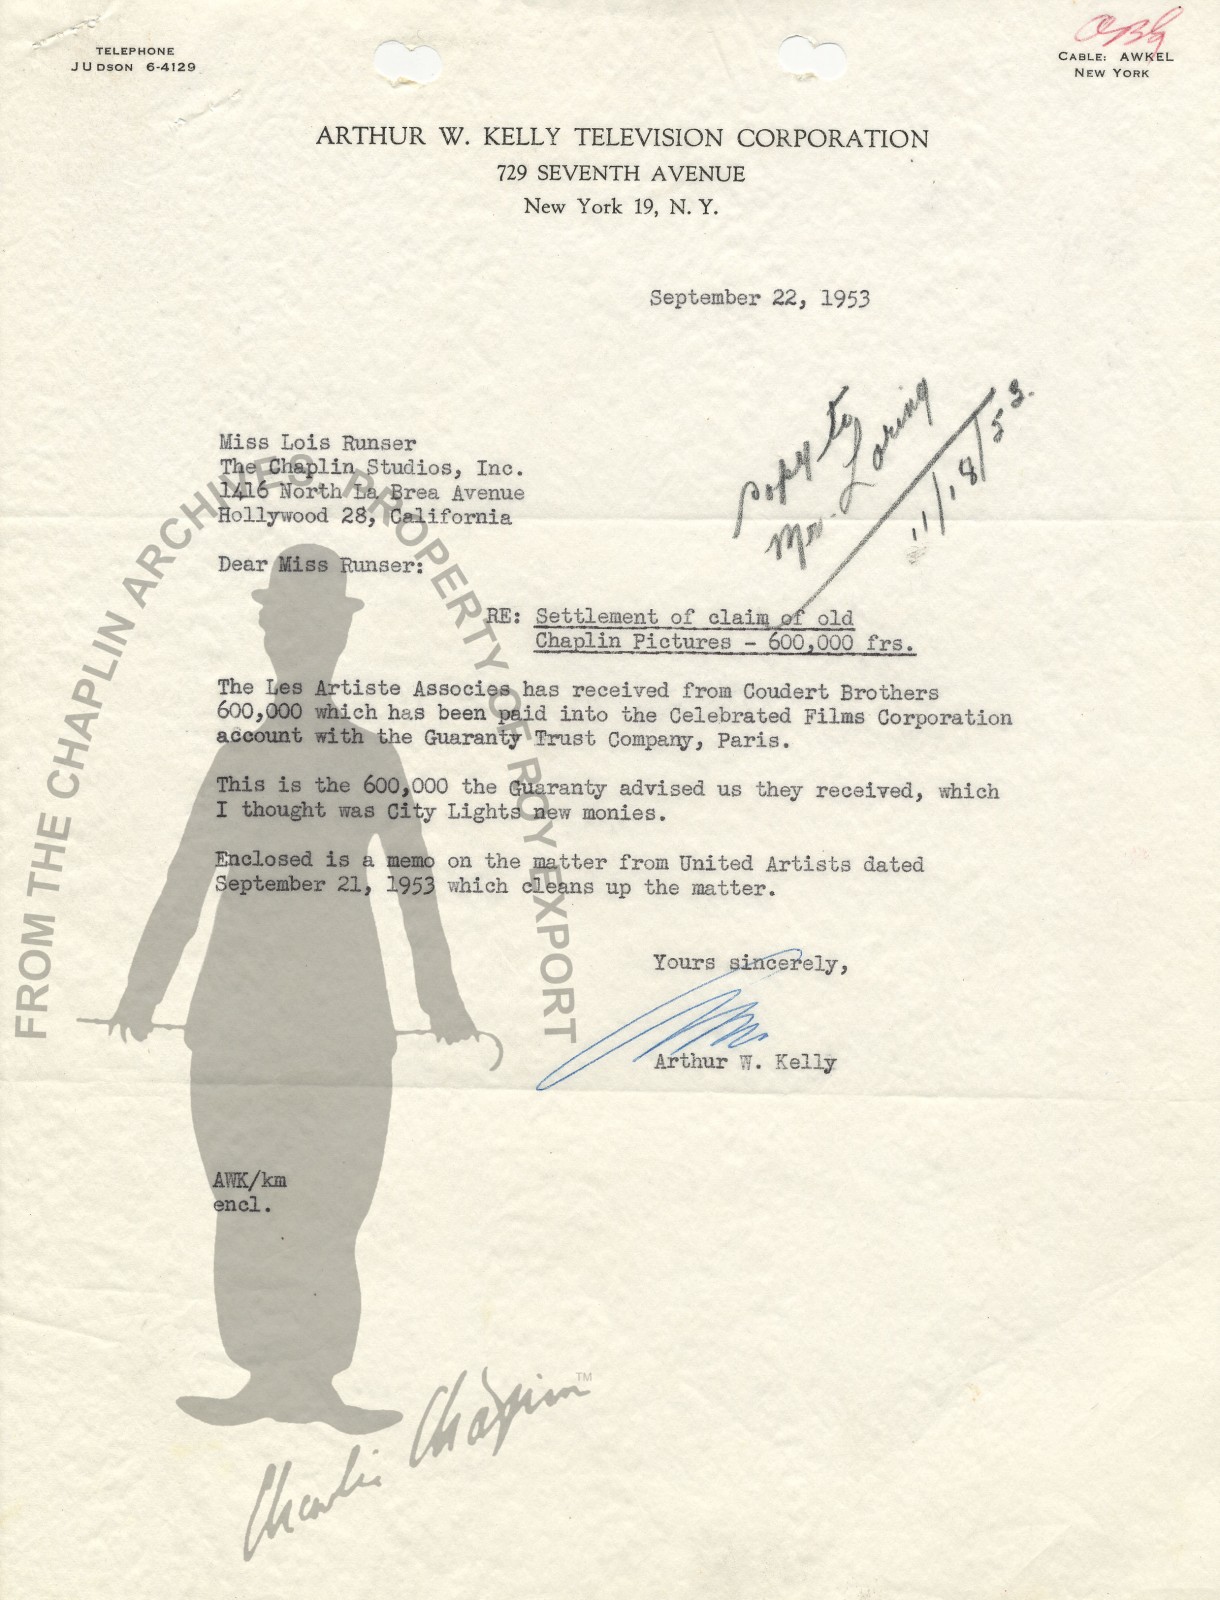 TELEPHONE
JUDSON 6-4129
CABLE: AWKEL
NEW YORK
ARTHUR W. KELLY TELEVISION CORPORATION
729 SEVENTH AVENUE
New York 19, N. Y.
September 22, 1953
copy to
Mr. Loring
11/18/53.
Miss Lois Runser
The Chaplin Studios, Inc.
1416 North La Brea Avenue
Hollywood 28, California
Dear Miss Runser:
RE: Settlement of claim of old
Chaplin Pictures - 600,000 frs.
The Les Artiste Associes has received from Coudert Brothers
600,000 which has been paid into the Celebrated Films Corporation
account with the Guaranty Trust Company, Paris.
This is the 600,000 the Guaranty advised us they received, which
I thought was City Lights new monies.
Enclosed is a memo on the matter from United Artists dated
September 21, 1953 which cleans up the matter.
Yours sincerely,
Arthur W. Kelly
AWK/km
encl.
FROM THE CHAPLIN ARCHIVES PROPERTY OF ROY EXPORT
Charlie Chaplin™